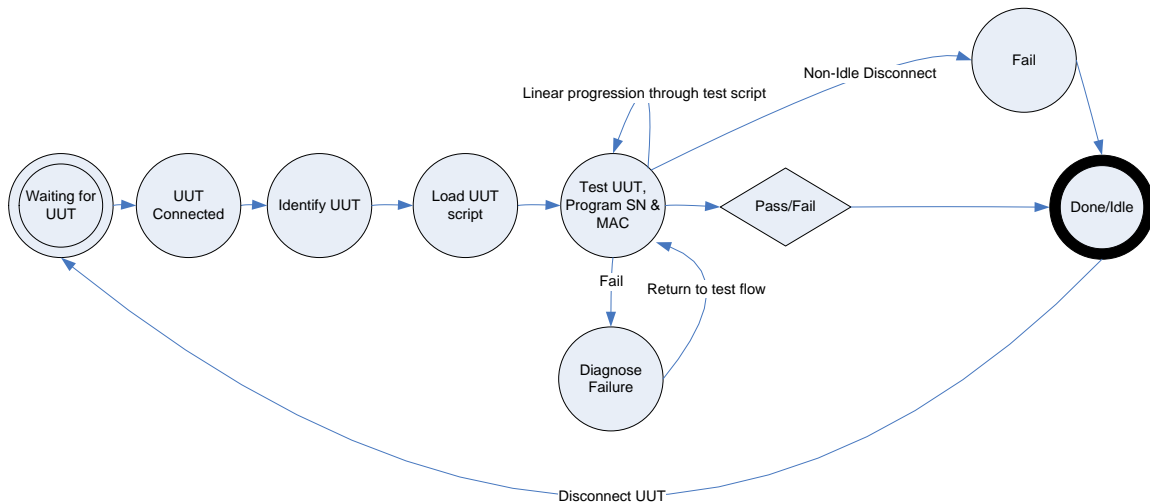 Fail
Non-Idle Disconnect
Linear progression through test script
Waiting for
UUT
UUT
Connected
Identify UUT
Load UUT
script
Test UUT,
Program SN &
MAC
Pass/Fail
Done/Idle
Fail
Return to test flow
Diagnose
Failure
Disconnect UUT